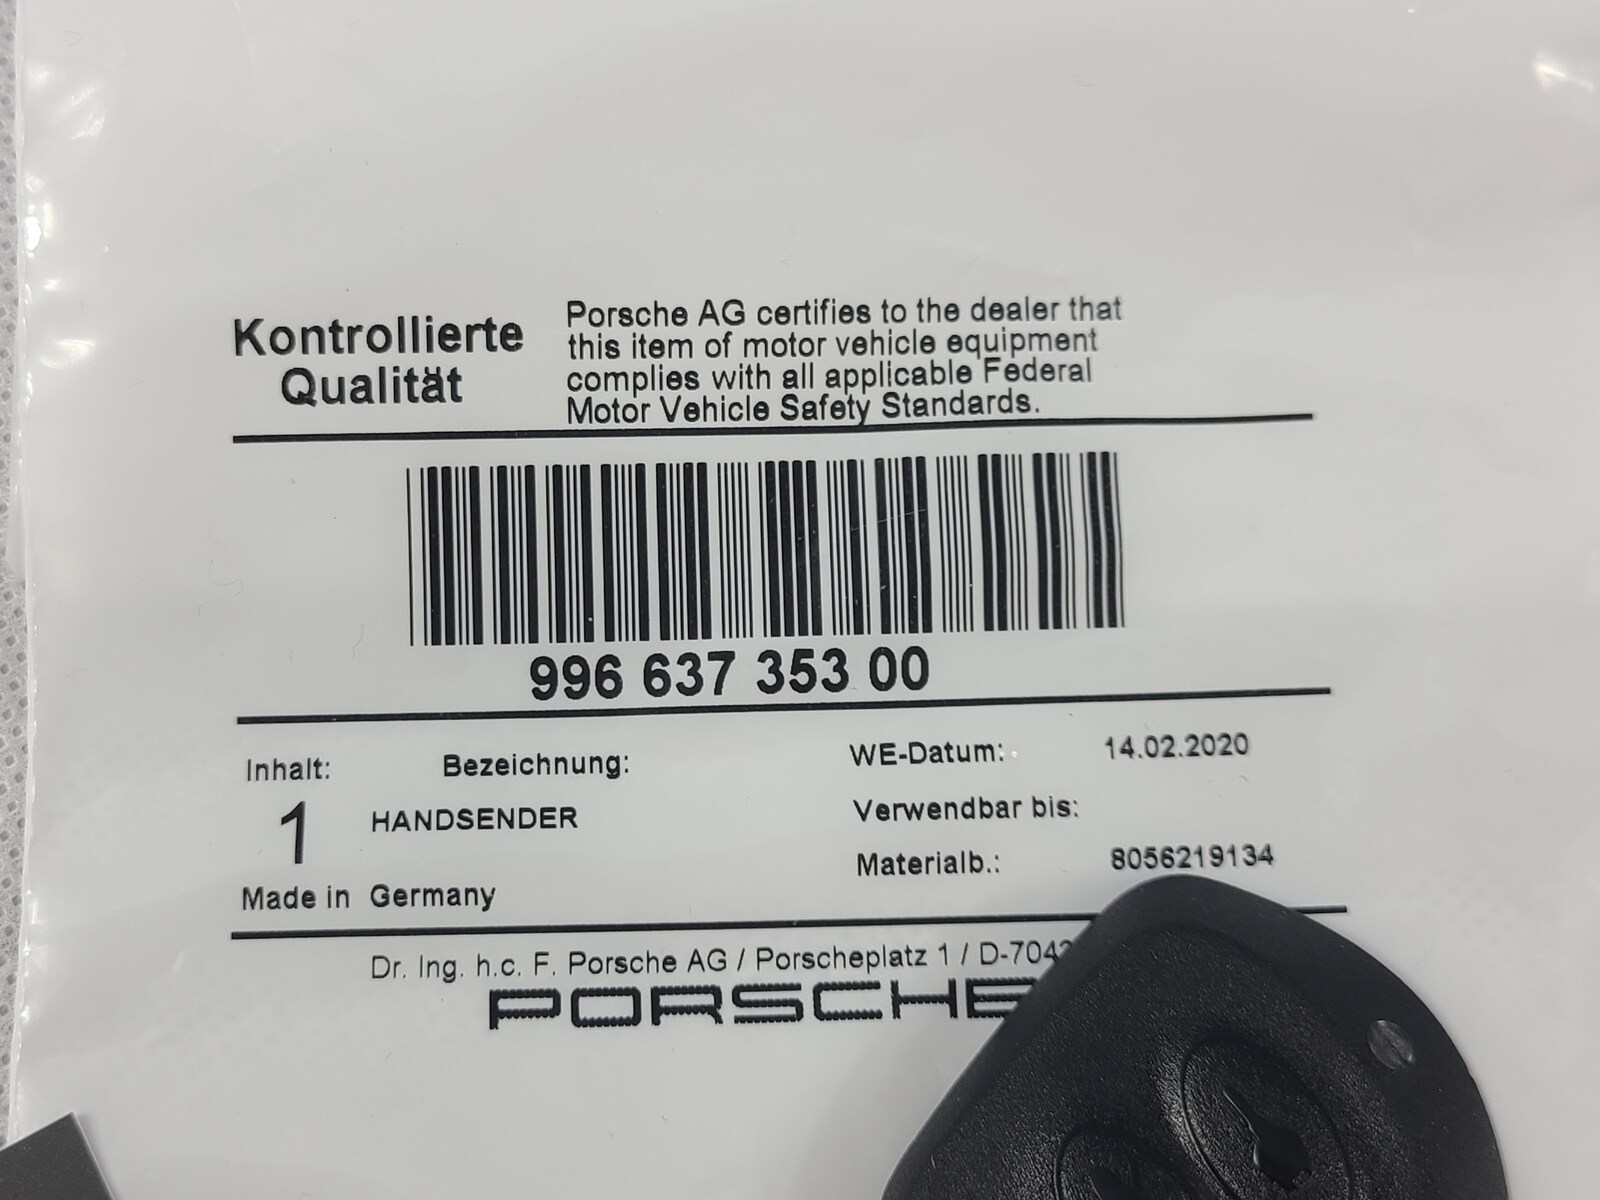 Kontrollierte
Qualität
Porsche AG certifies to the dealer that
this item of motor vehicle equipment
complies with all applicable Federal
Motor Vehicle Safety Standards.
996 637 353 00
Inhalt:
1
Bezeichnung:
HANDSENDER
WE-Datum: 14.02.2020
Verwendbar bis:
Materialb.: 8056219134
Made in Germany
Dr. Ing. h.c. F. Porsche AG / Porscheplatz 1 / D-704
PORSCHE